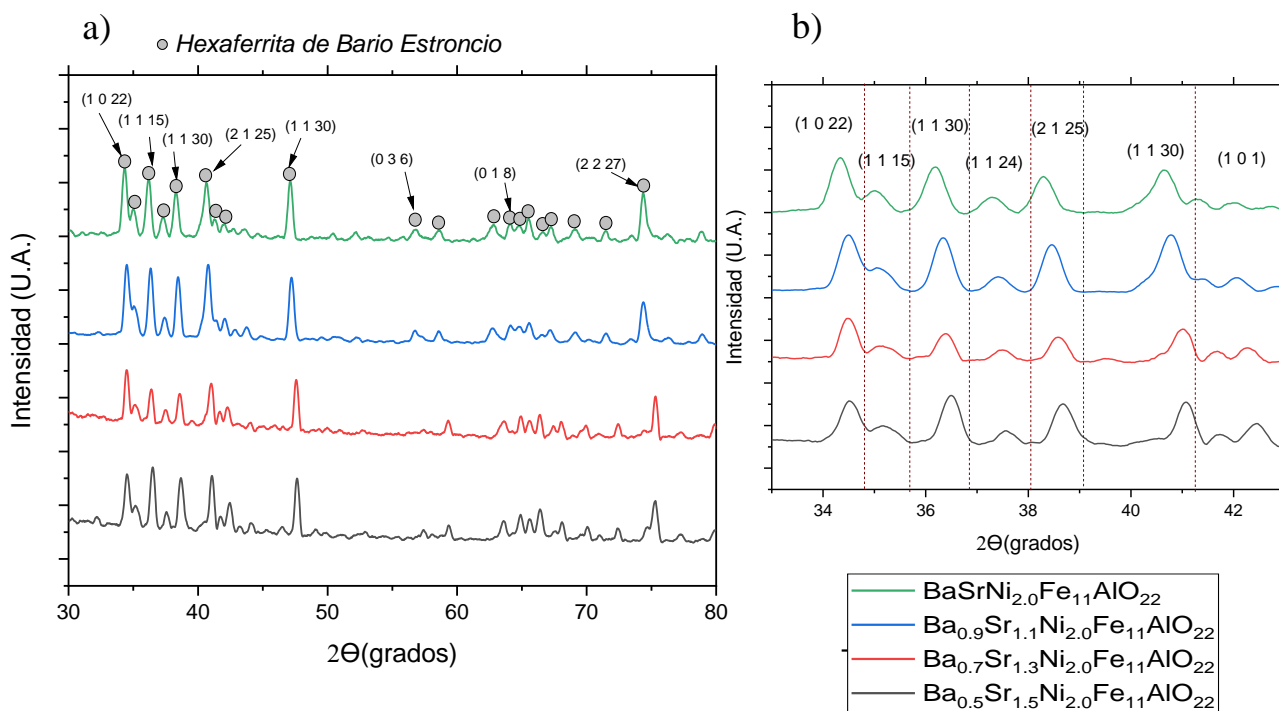 a)
Hexaferrita de Bario Estroncio
(1 0 22)
(1 1 15)
(1 1 30)
(2 1 25)
(1 1 30)
(0 3 6)
(0 1 8)
(2 2 27)
Intensidad (U.A.)
30 40 50 60 70 80
2Ө(grados)
b)
(1 0 22)
(1 1 15)
(1 1 30)
(1 1 24)
(2 1 25)
(1 1 30)
(1 0 1)
Intensidad (U.A.)
34 36 38 40 42
2Ө(grados)
BaSrNi2.0Fe11AlO22
Ba0.9Sr1.1Ni2.0Fe11AlO22
Ba0.7Sr1.3Ni2.0Fe11AlO22
Ba0.5Sr1.5Ni2.0Fe11AlO22